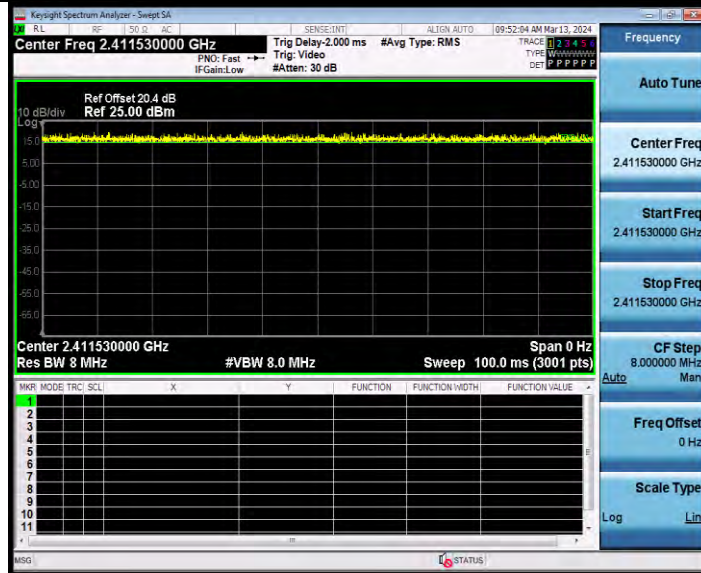 Keysight Spectrum Analyzer - Swept SA
RL RF 50 Ω AC SENSE:INT ALIGN AUTO 09:52:04 AM Mar 13, 2024
Center Freq 2.411530000 GHz
PNO: Fast
IFGain:Low
Trig Delay-2.000 ms
Trig: Video
#Atten: 30 dB
#Avg Type: RMS
TRACE 1 2 3 4 5 6
TYPE WWWWWW
DET P P P P P P
Ref Offset 20.4 dB
10 dB/div Ref 25.00 dBm
Log
15.0
5.00
-5.00
-15.0
-25.0
-35.0
-45.0
-55.0
-65.0
Center 2.411530000 GHz Span 0 Hz
Res BW 8 MHz #VBW 8.0 MHz Sweep 100.0 ms (3001 pts)
MKR MODE TRC SCL X Y FUNCTION FUNCTION WIDTH FUNCTION VALUE
1
2
3
4
5
6
7
8
9
10
11
MSG STATUS
Frequency
Auto Tune
Center Freq
2.411530000 GHz
Start Freq
2.411530000 GHz
Stop Freq
2.411530000 GHz
CF Step
8.000000 MHz
Auto Man
Freq Offset
0 Hz
Scale Type
Log Lin